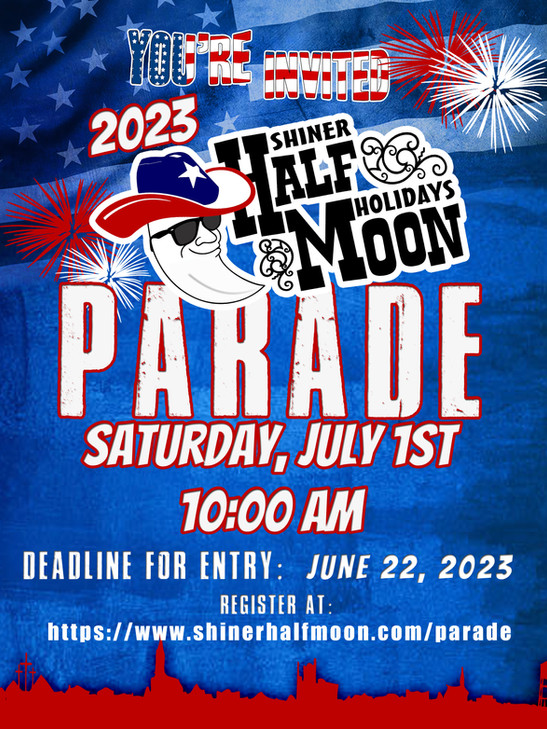 YOU'RE INVITED
2023
SHINER
HALF
HOLIDAYS
MOON
PARADE
SATURDAY, JULY 1ST
10:00 AM
DEADLINE FOR ENTRY: JUNE 22, 2023
REGISTER AT:
https://www.shinerhalfmoon.com/parade